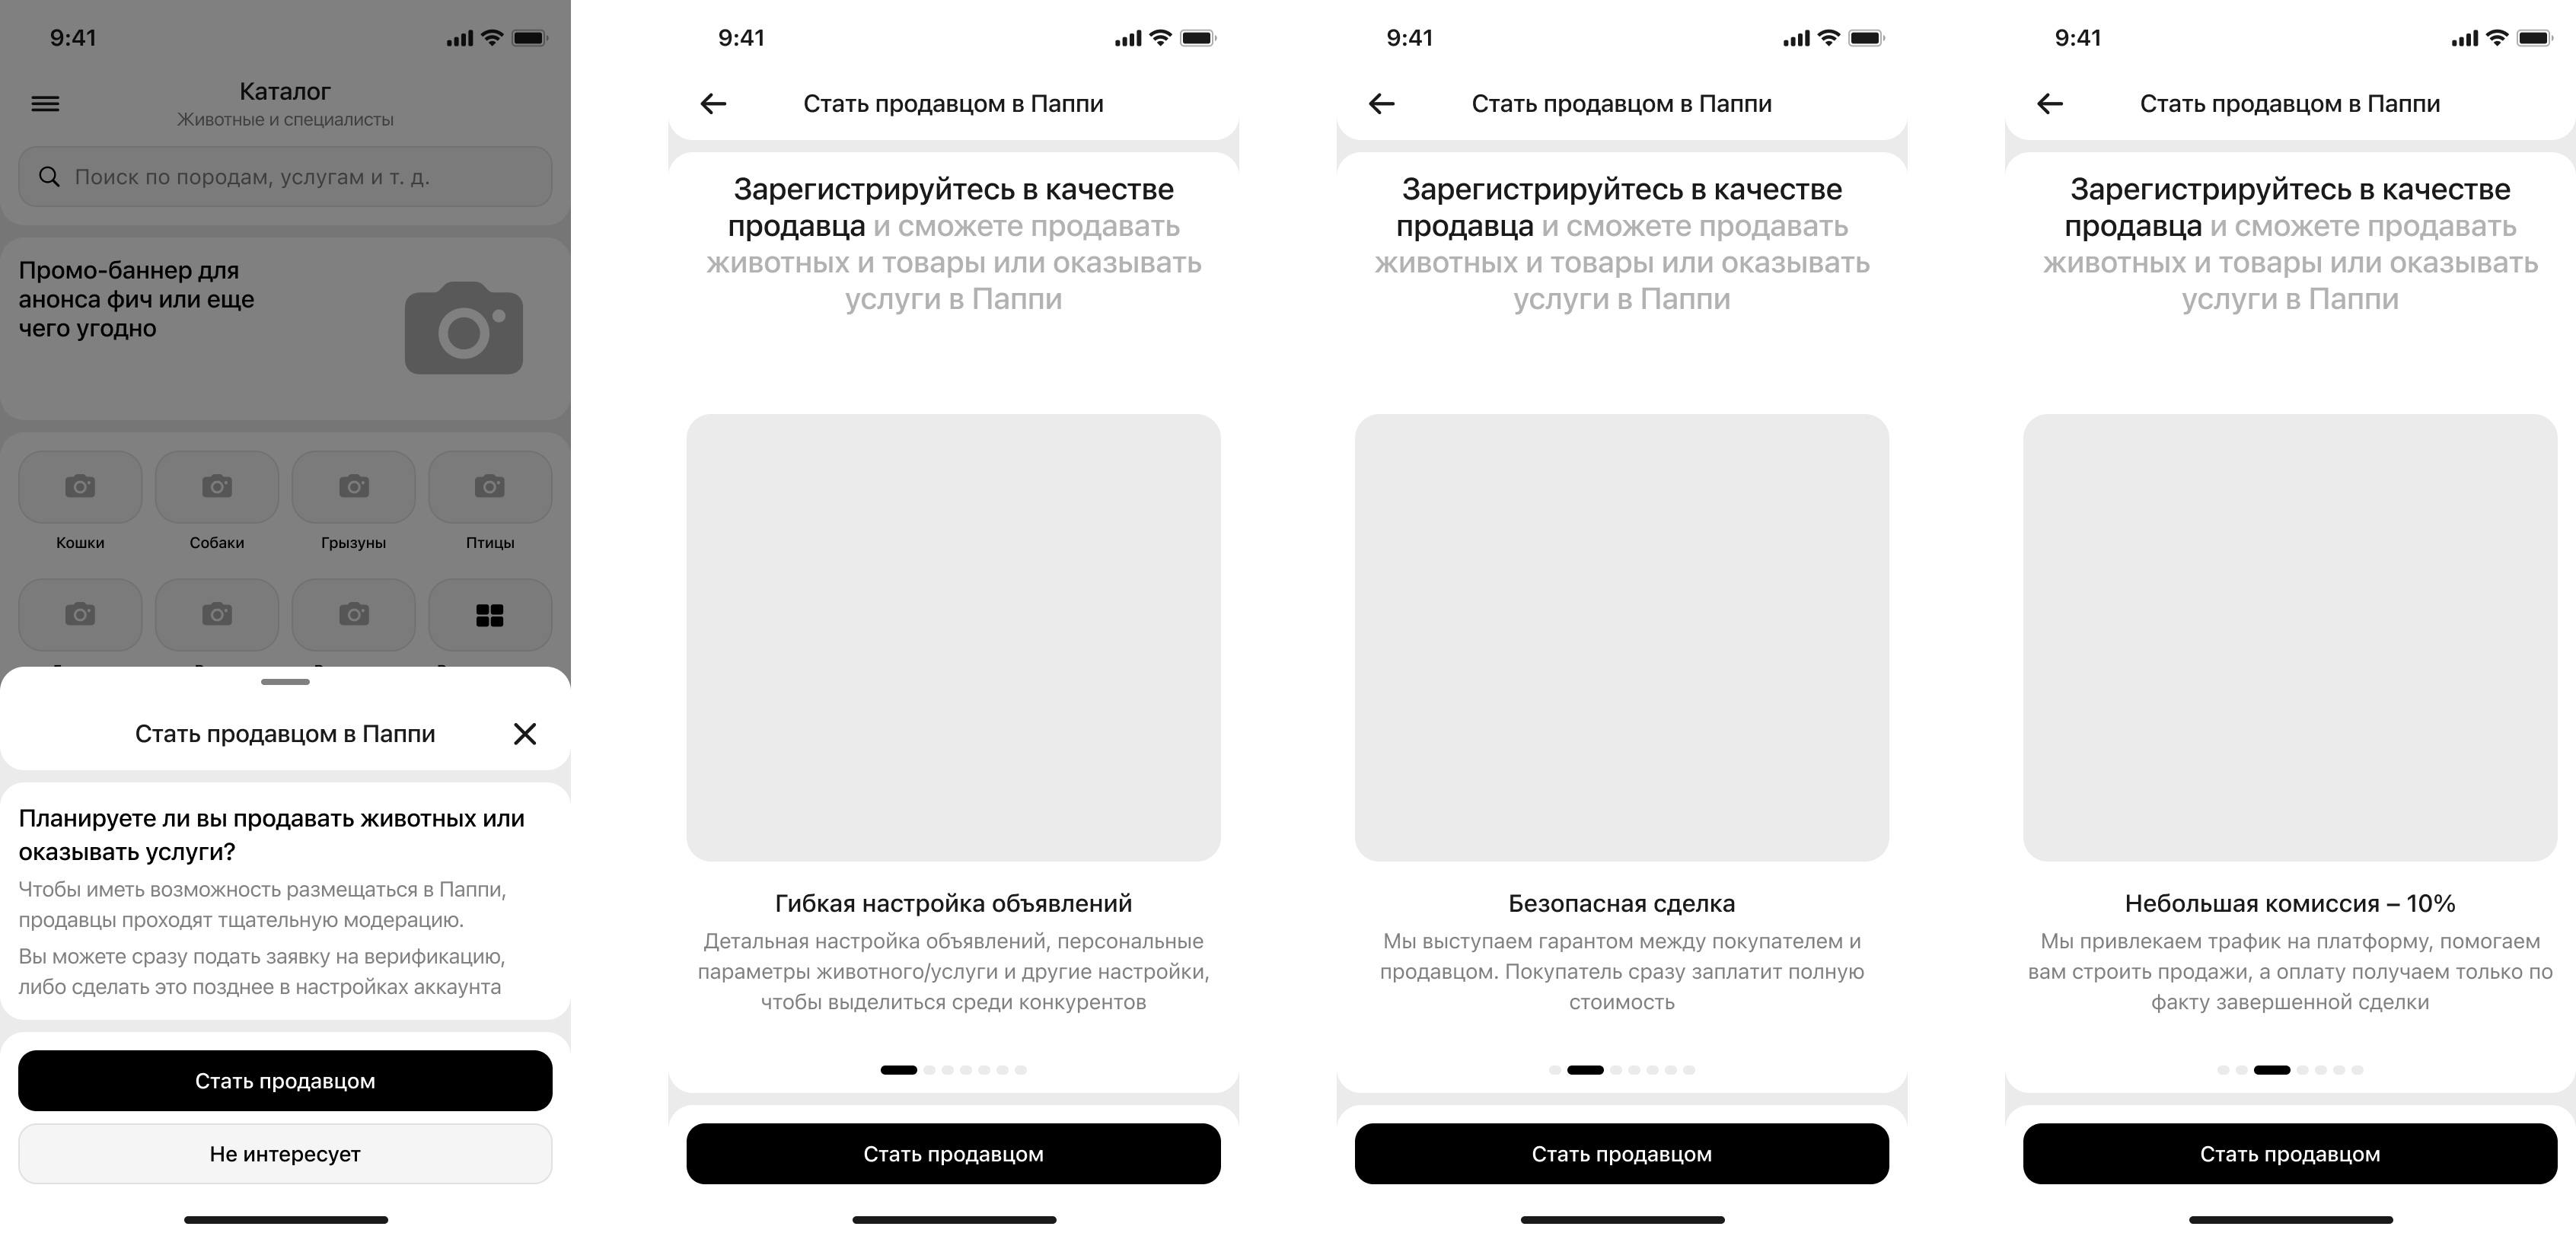 9:41
Каталог
Животные и специалисты
Поиск по породам, услугам и т. д.
Промо-баннер для
анонса фич или еще
чего угодно
Кошки
Собаки
Грызуны
Птицы
Стать продавцом в Паппи
Планируете ли вы продавать животных или
оказывать услуги?
Чтобы иметь возможность размещаться в Паппи,
продавцы проходят тщательную модерацию.
Вы можете сразу подать заявку на верификацию,
либо сделать это позднее в настройках аккаунта
Стать продавцом
Не интересует
9:41
Стать продавцом в Паппи
Зарегистрируйтесь в качестве
продавца и сможете продавать
животных и товары или оказывать
услуги в Паппи
Гибкая настройка объявлений
Детальная настройка объявлений, персональные
параметры животного/услуги и другие настройки,
чтобы выделиться среди конкурентов
Стать продавцом
9:41
Стать продавцом в Паппи
Зарегистрируйтесь в качестве
продавца и сможете продавать
животных и товары или оказывать
услуги в Паппи
Безопасная сделка
Мы выступаем гарантом между покупателем и
продавцом. Покупатель сразу заплатит полную
стоимость
Стать продавцом
9:41
Стать продавцом в Паппи
Зарегистрируйтесь в качестве
продавца и сможете продавать
животных и товары или оказывать
услуги в Паппи
Небольшая комиссия – 10%
Мы привлекаем трафик на платформу, помогаем
вам строить продажи, а оплату получаем только по
факту завершенной сделки
Стать продавцом